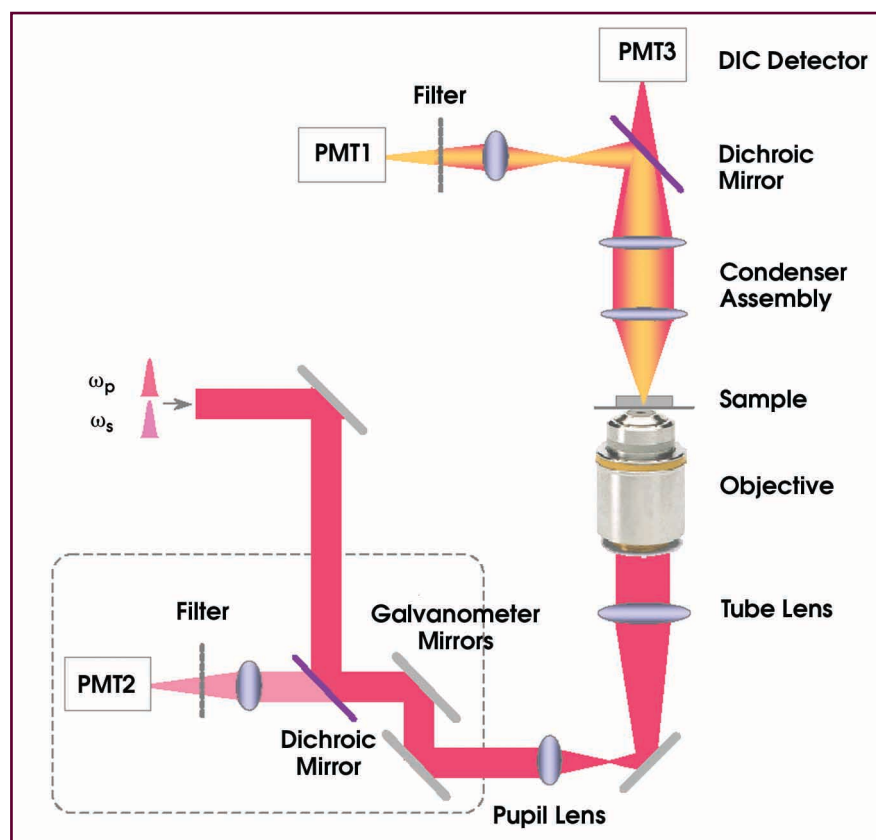 PMT3
DIC Detector
Filter
PMT1
Dichroic
Mirror
Condenser
Assembly
ωp
ωs
Sample
Objective
Tube Lens
Galvanometer
Mirrors
Filter
PMT2
Dichroic
Mirror
Pupil Lens